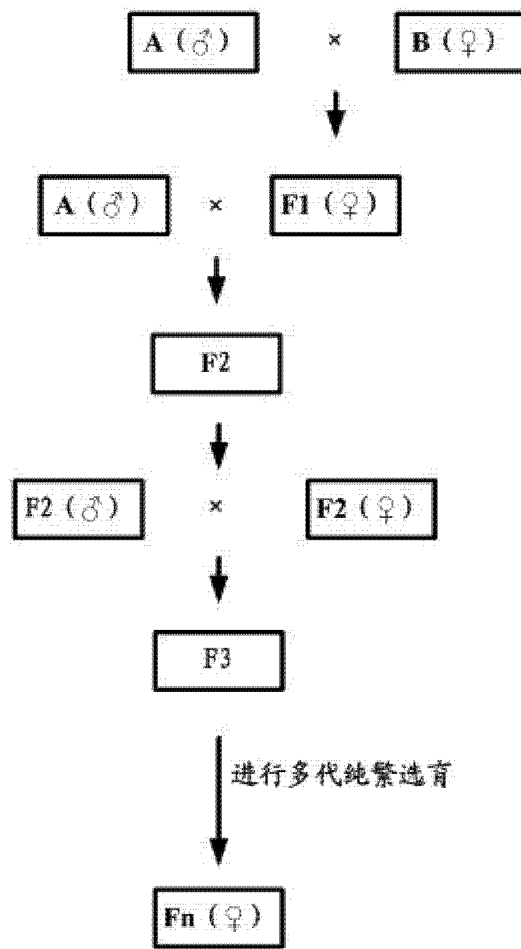 A（♂） × B（♀）
A（♂） × F1（♀）
F2
F2（♂） × F2（♀）
F3
进行多代纯繁选育
Fn（♀）